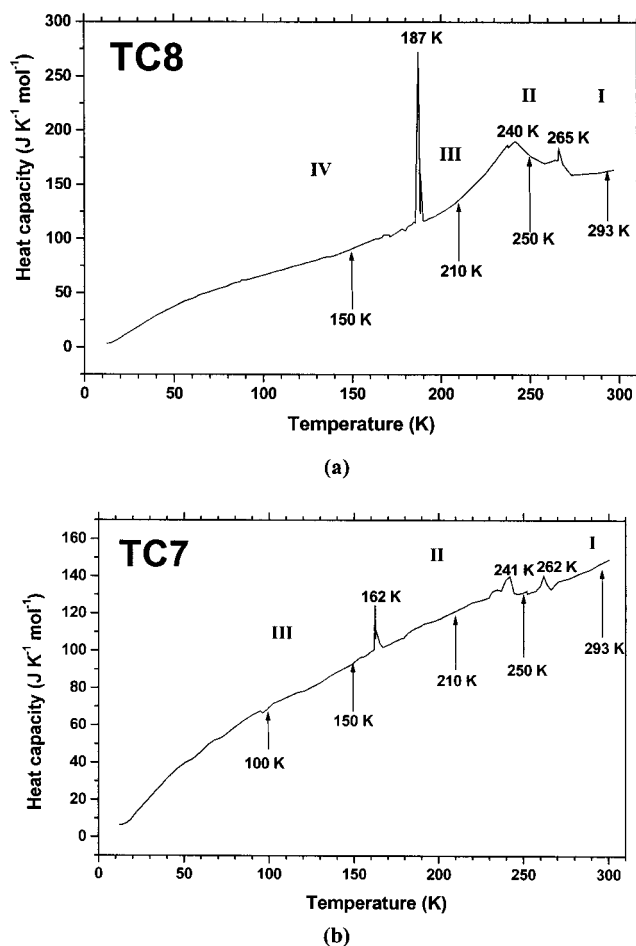 TC8
187 K
II
I
240 K
265 K
IV
III
250 K
293 K
210 K
150 K
300
250
200
150
100
50
0
Heat capacity (J K⁻¹ mol⁻¹)
0 50 100 150 200 250 300
Temperature (K)
(a)
TC7
I
II
241 K 262 K
162 K
III
293 K
250 K
210 K
150 K
100 K
160
140
120
100
80
60
40
20
0
Heat capacity (J K⁻¹ mol⁻¹)
0 50 100 150 200 250 300
Temperature (K)
(b)